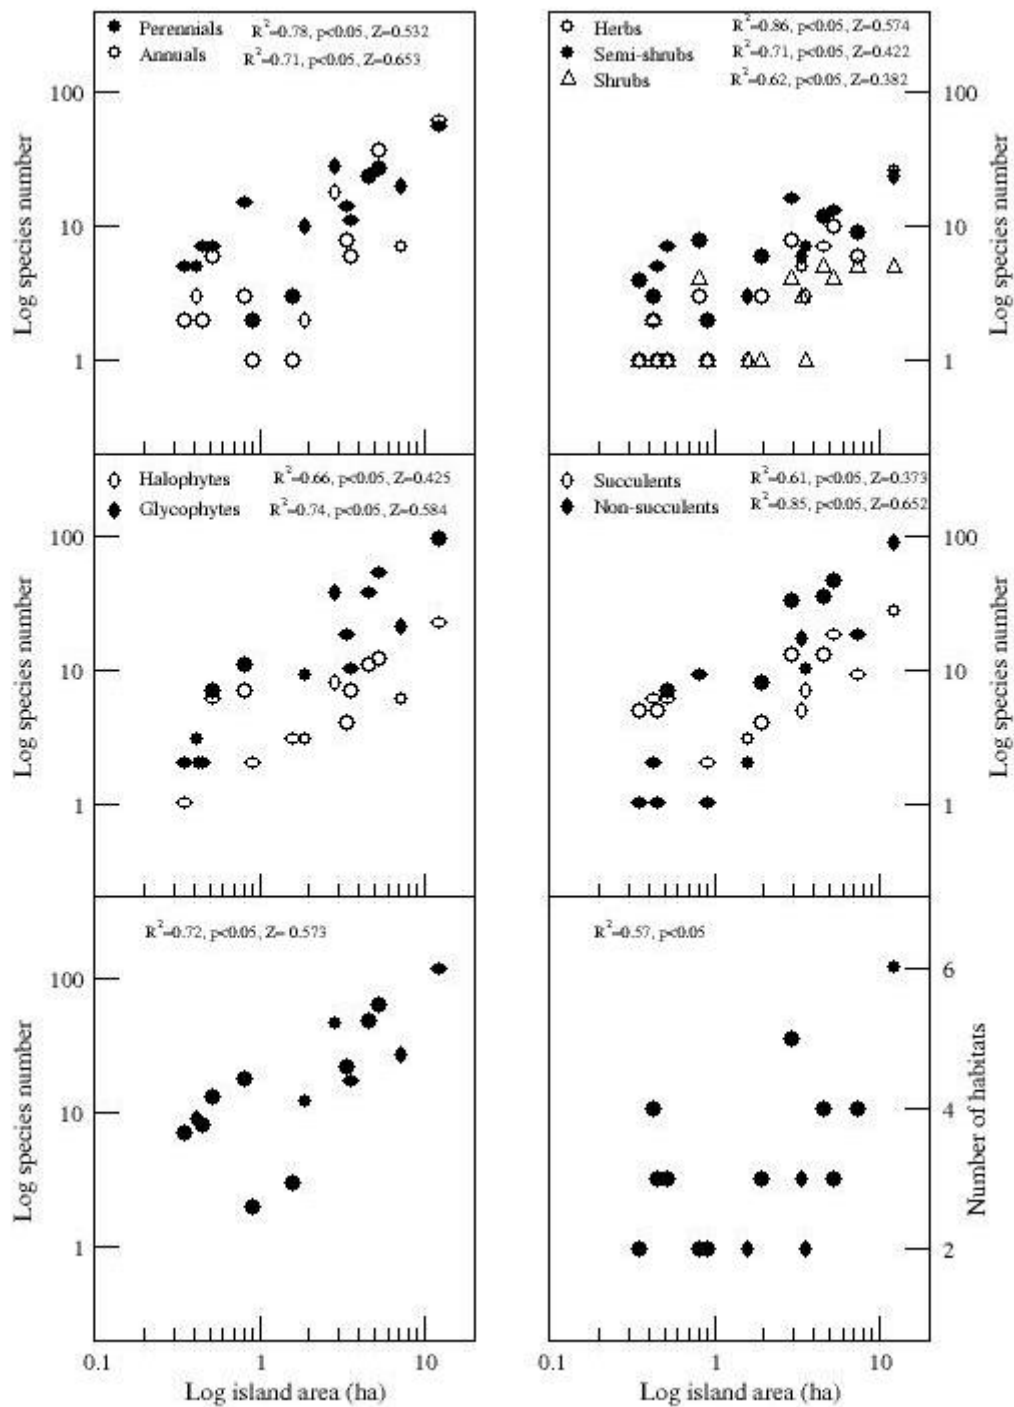 Perennials R²=0.78, p<0.05, Z=0.532
Annuals R²=0.71, p<0.05, Z=0.653
100
10
1
Log species number
Herbs R²=0.86, p<0.05, Z=0.574
Semi-shrubs R²=0.71, p<0.05, Z=0.422
Shrubs R²=0.62, p<0.05, Z=0.382
100
10
1
Log species number
Halophytes R²=0.66, p<0.05, Z=0.425
Glycophytes R²=0.74, p<0.05, Z=0.584
100
10
1
Log species number
Succulents R²=0.61, p<0.05, Z=0.373
Non-succulents R²=0.85, p<0.05, Z=0.652
100
10
1
Log species number
R²=0.72, p<0.05, Z= 0.573
100
10
1
Log species number
0.1 1 10
Log island area (ha)
R²=0.57, p<0.05
6
4
2
Number of habitats
0.1 1 10
Log island area (ha)